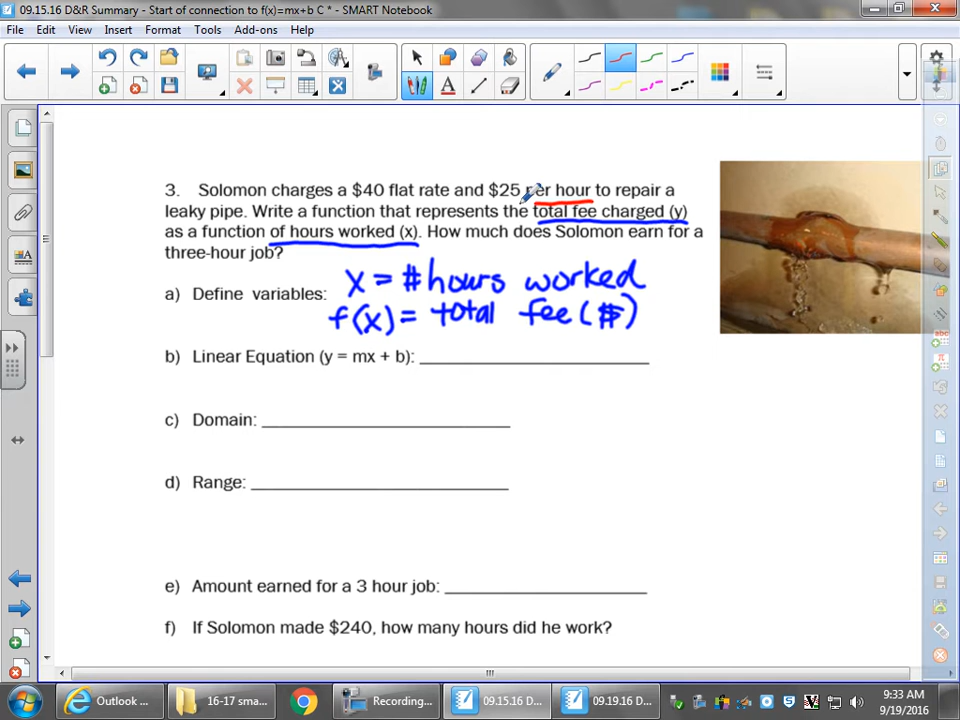 09.15.16 D&R Summary - Start of connection to f(x)=mx+b C * - SMART Notebook
File Edit View Insert Format Tools Add-ons Help
3. Solomon charges a $40 flat rate and $25 per hour to repair a
leaky pipe. Write a function that represents the total fee charged (y)
as a function of hours worked (x). How much does Solomon earn for a
three-hour job?
x = # hours worked
a) Define variables:
f(x) = total fee ($)
b) Linear Equation (y = mx + b): ____________________
c) Domain: ____________________
d) Range: ____________________
e) Amount earned for a 3 hour job: ____________________
f) If Solomon made $240, how many hours did he work?
Outlook ...
16-17 sma...
Recording...
09.15.16 D...
09.19.16 D...
9:33 AM
9/19/2016